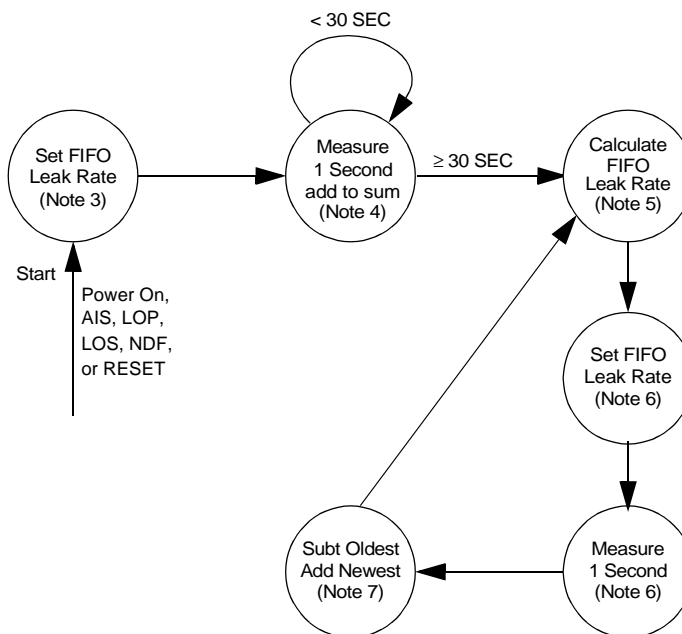 < 30 SEC
Set FIFO
Leak Rate
(Note 3)
Measure
1 Second
add to sum
(Note 4)
≥ 30 SEC
Calculate
FIFO
Leak Rate
(Note 5)
Start
Power On,
AIS, LOP,
LOS, NDF,
or RESET
Set FIFO
Leak Rate
(Note 6)
Subt Oldest
Add Newest
(Note 7)
Measure
1 Second
(Note 6)